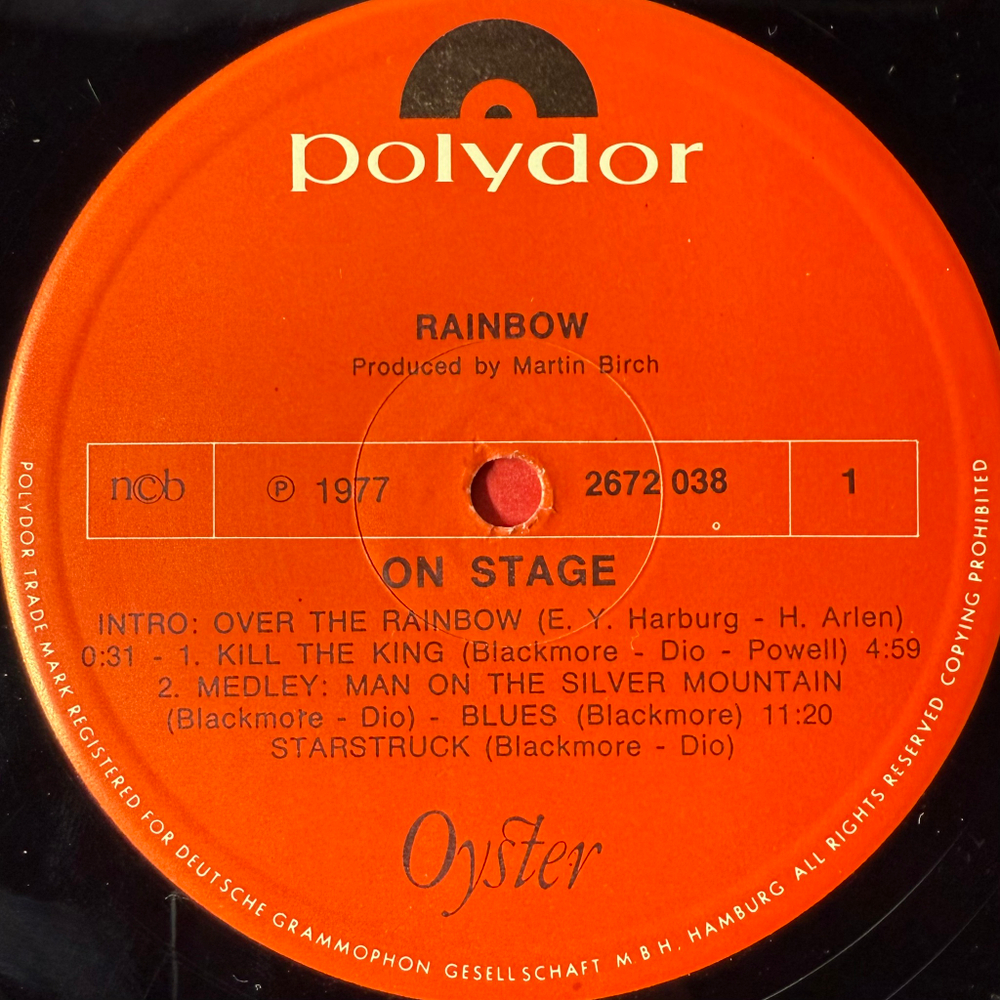 polydor
RAINBOW
Produced by Martin Birch
n©b ℗ 1977 2672 038 1
ON STAGE
INTRO: OVER THE RAINBOW (E. Y. Harburg - H. Arlen)
0:31 - 1. KILL THE KING (Blackmore - Dio - Powell) 4:59
2. MEDLEY: MAN ON THE SILVER MOUNTAIN
(Blackmore - Dio) - BLUES (Blackmore) 11:20
STARSTRUCK (Blackmore - Dio)
Oyster
POLYDOR TRADE MARK REGISTERED FOR DEUTSCHE GRAMMOPHON GESELLSCHAFT M B H, HAMBURG ALL RIGHTS RESERVED COPYING PROHIBITED